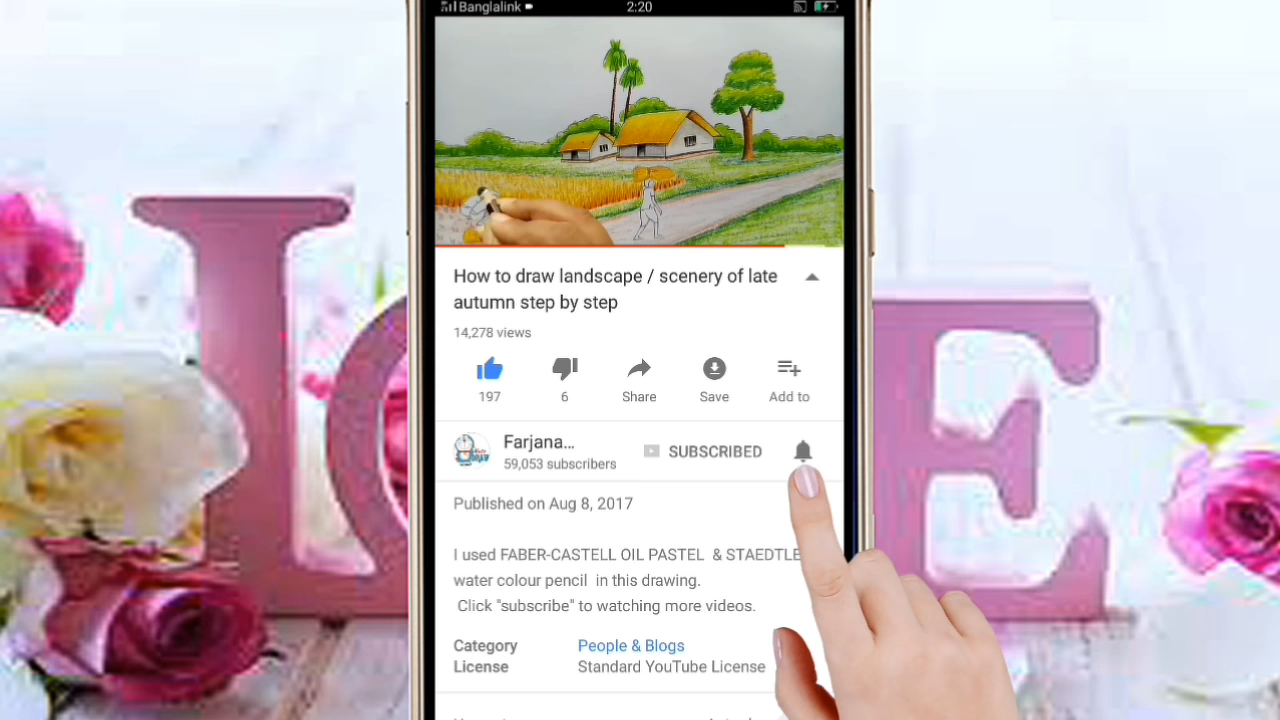 Banglalink
2:20
How to draw landscape / scenery of late
autumn step by step
14,278 views
197
6
Share
Save
Add to
Farjana...
SUBSCRIBED
59,053 subscribers
Published on Aug 8, 2017
I used FABER-CASTELL OIL PASTEL & STAEDTLE
water colour pencil in this drawing.
Click "subscribe" to watching more videos.
Category People & Blogs
License Standard YouTube License